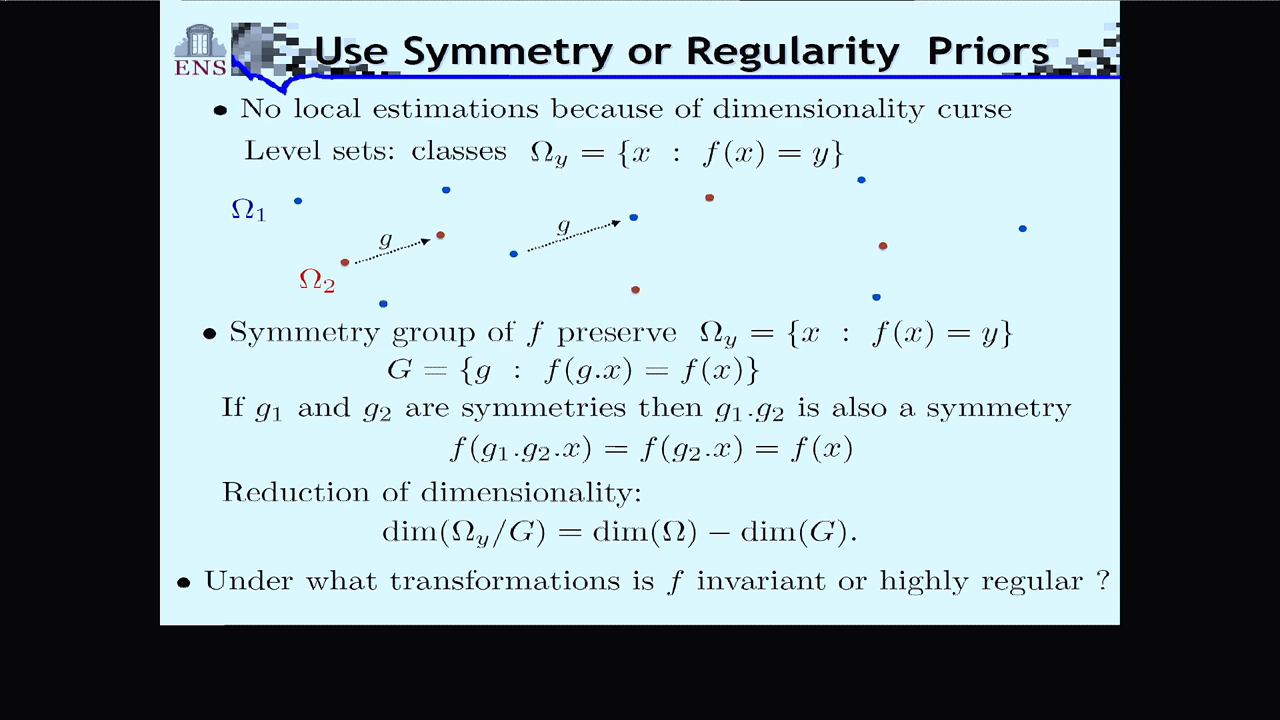 ENS
Use Symmetry or Regularity Priors
• No local estimations because of dimensionality curse
Level sets: classes Ω_y = {x : f(x) = y}
Ω_1
g
g
Ω_2
• Symmetry group of f preserve Ω_y = {x : f(x) = y}
G = {g : f(g.x) = f(x)}
If g_1 and g_2 are symmetries then g_1.g_2 is also a symmetry
f(g_1.g_2.x) = f(g_2.x) = f(x)
Reduction of dimensionality:
dim(Ω_y/G) = dim(Ω) − dim(G).
• Under what transformations is f invariant or highly regular ?